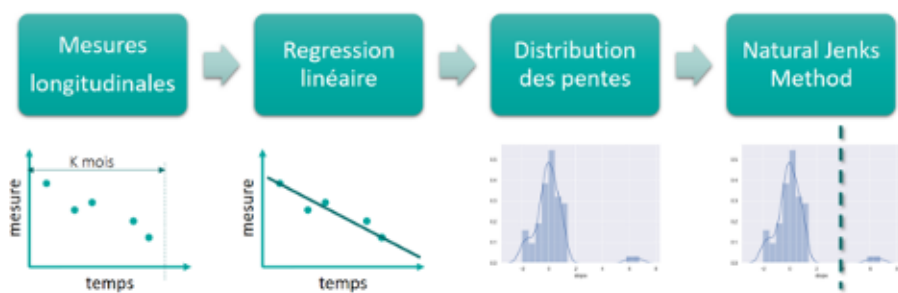 Mesures
longitudinales
Regression
linéaire
Distribution
des pentes
Natural Jenks
Method
K mois
mesure
temps
mesure
temps